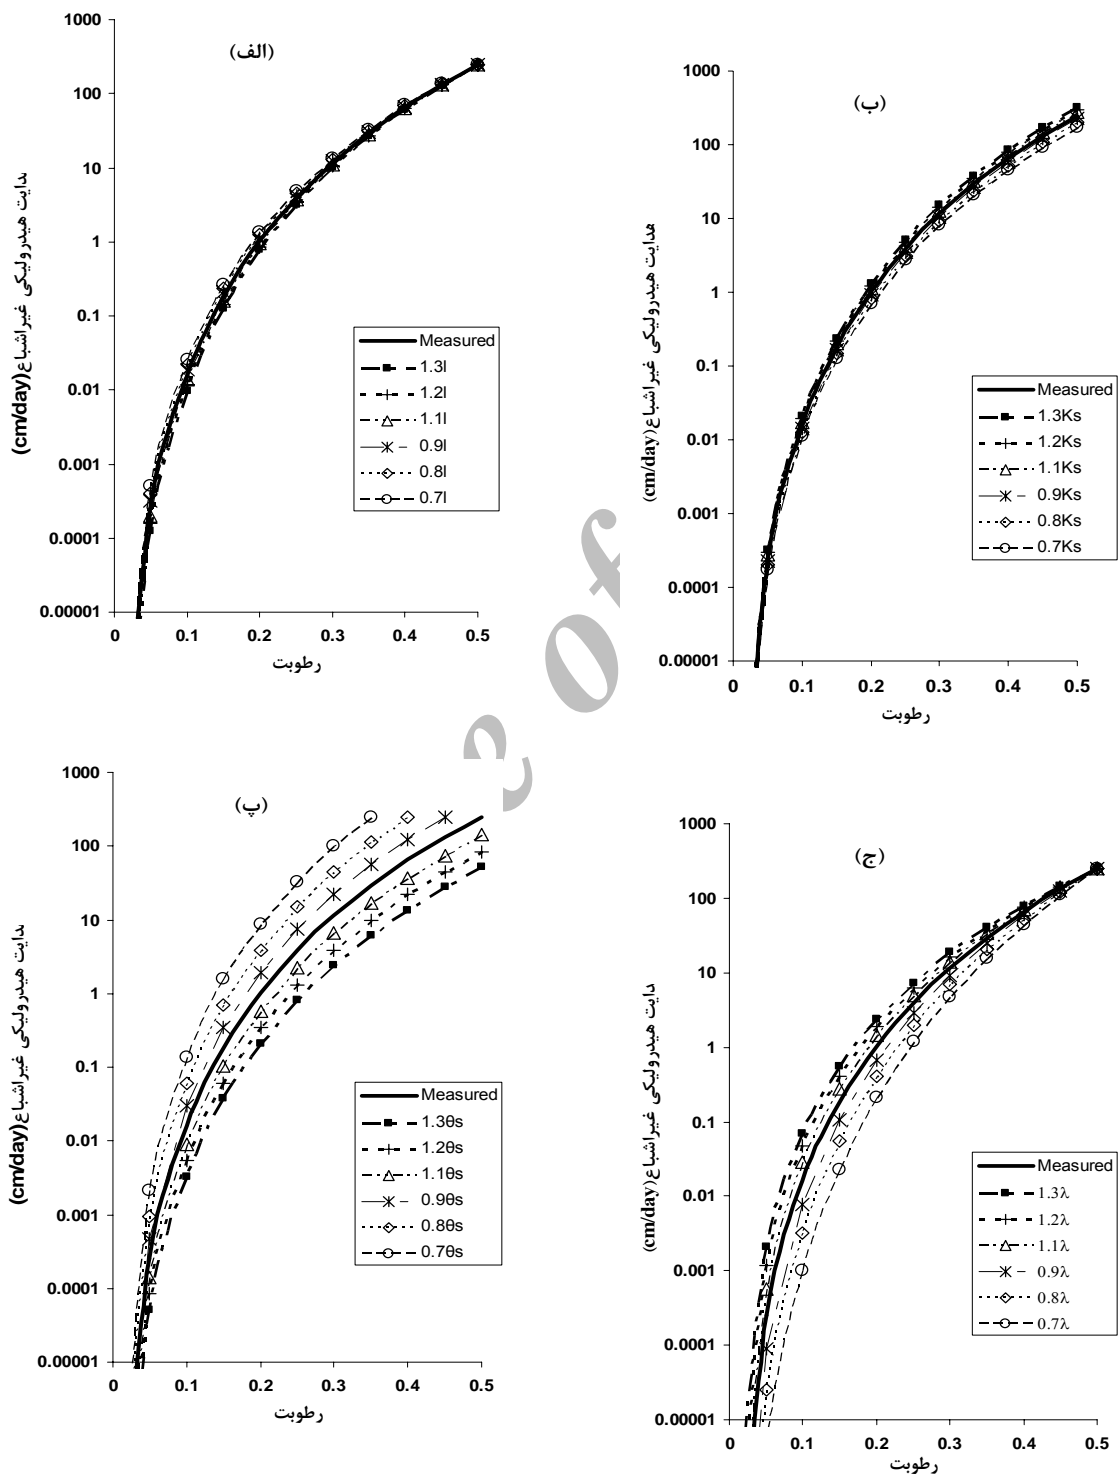 (الف)
1000
100
10
1
0.1
0.01
0.001
0.0001
0.00001
0
0.1
0.2
0.3
0.4
0.5
رطوبت
دایت هیدرولیکی غیراشباع(cm/day)
Measured
1.3l
1.2l
1.1l
0.9l
0.8l
0.7l
(ب)
1000
100
10
1
0.1
0.01
0.001
0.0001
0.00001
0
0.1
0.2
0.3
0.4
0.5
رطوبت
هدایت هیدرولیکی غیراشباع(cm/day)
Measured
1.3Ks
1.2Ks
1.1Ks
0.9Ks
0.8Ks
0.7Ks
e of
(پ)
1000
100
10
1
0.1
0.01
0.001
0.0001
0.00001
0
0.1
0.2
0.3
0.4
0.5
رطوبت
دایت هیدرولیکی غیراشباع(cm/day)
Measured
1.3θs
1.2θs
1.1θs
0.9θs
0.8θs
0.7θs
(ج)
1000
100
10
1
0.1
0.01
0.001
0.0001
0.00001
0
0.1
0.2
0.3
0.4
0.5
رطوبت
دایت هیدرولیکی غیراشباع(cm/day)
Measured
1.3λ
1.2λ
1.1λ
0.9λ
0.8λ
0.7λ